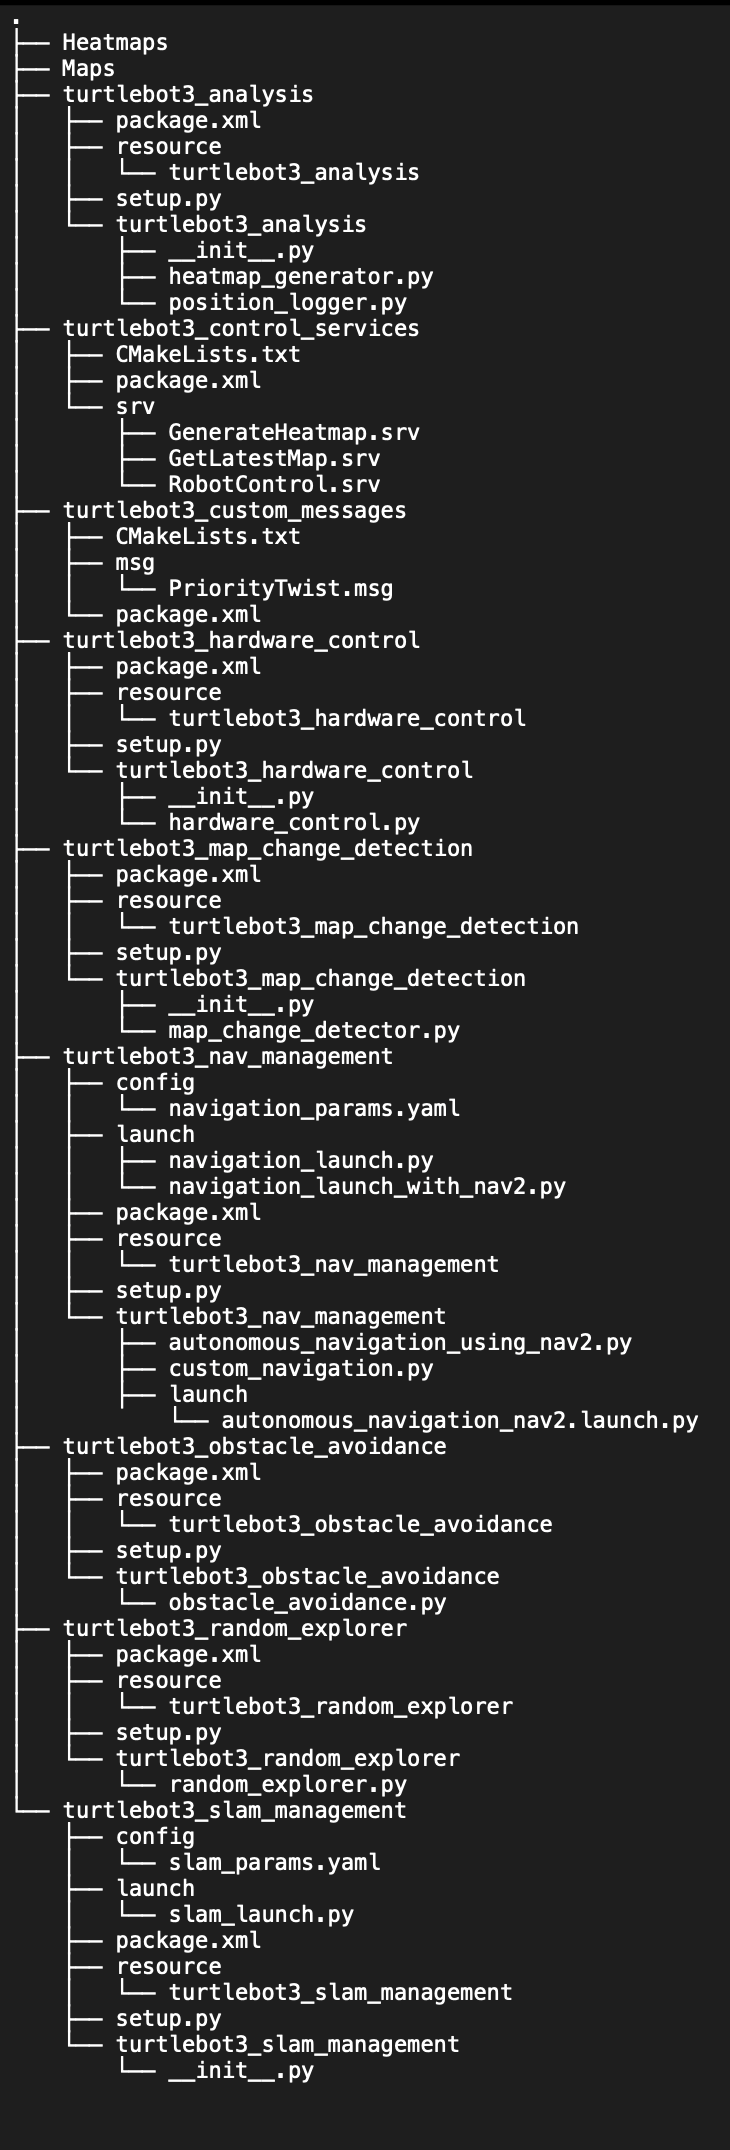 .
├── Heatmaps
├── Maps
├── turtlebot3_analysis
│   ├── package.xml
│   ├── resource
│   │   └── turtlebot3_analysis
│   ├── setup.py
│   └── turtlebot3_analysis
│       ├── __init__.py
│       ├── heatmap_generator.py
│       └── position_logger.py
├── turtlebot3_control_services
│   ├── CMakeLists.txt
│   ├── package.xml
│   └── srv
│       ├── GenerateHeatmap.srv
│       ├── GetLatestMap.srv
│       └── RobotControl.srv
├── turtlebot3_custom_messages
│   ├── CMakeLists.txt
│   ├── msg
│   │   └── PriorityTwist.msg
│   └── package.xml
├── turtlebot3_hardware_control
│   ├── package.xml
│   ├── resource
│   │   └── turtlebot3_hardware_control
│   ├── setup.py
│   └── turtlebot3_hardware_control
│       ├── __init__.py
│       └── hardware_control.py
├── turtlebot3_map_change_detection
│   ├── package.xml
│   ├── resource
│   │   └── turtlebot3_map_change_detection
│   ├── setup.py
│   └── turtlebot3_map_change_detection
│       ├── __init__.py
│       └── map_change_detector.py
├── turtlebot3_nav_management
│   ├── config
│   │   └── navigation_params.yaml
│   ├── launch
│   │   ├── navigation_launch.py
│   │   └── navigation_launch_with_nav2.py
│   ├── package.xml
│   ├── resource
│   │   └── turtlebot3_nav_management
│   ├── setup.py
│   └── turtlebot3_nav_management
│       ├── autonomous_navigation_using_nav2.py
│       ├── custom_navigation.py
│       ├── launch
│           └── autonomous_navigation_nav2.launch.py
├── turtlebot3_obstacle_avoidance
│   ├── package.xml
│   ├── resource
│   │   └── turtlebot3_obstacle_avoidance
│   ├── setup.py
│   └── turtlebot3_obstacle_avoidance
│       └── obstacle_avoidance.py
├── turtlebot3_random_explorer
│   ├── package.xml
│   ├── resource
│   │   └── turtlebot3_random_explorer
│   ├── setup.py
│   └── turtlebot3_random_explorer
│       └── random_explorer.py
└── turtlebot3_slam_management
    ├── config
    │   └── slam_params.yaml
    ├── launch
    │   └── slam_launch.py
    ├── package.xml
    ├── resource
    │   └── turtlebot3_slam_management
    ├── setup.py
    └── turtlebot3_slam_management
        └── __init__.py